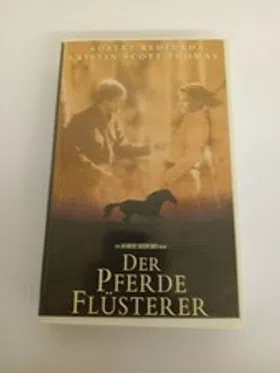 ROBERT REDFORD
KRISTIN SCOTT THOMAS
DER
PFERDE
FLÜSTERER